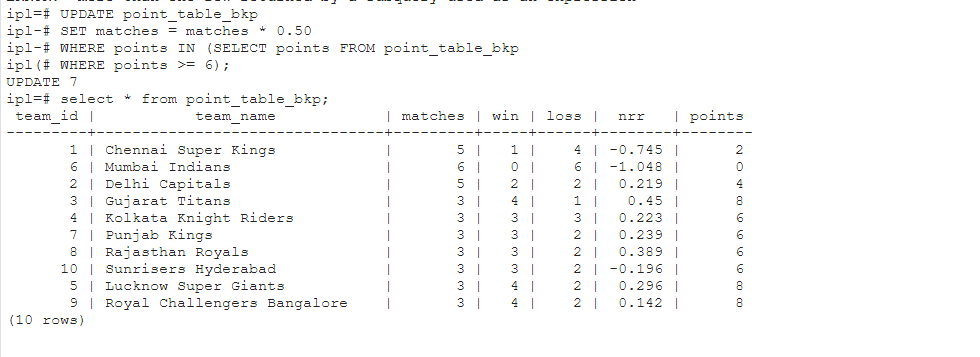 ipl=# UPDATE point_table_bkp
ipl-# SET matches = matches * 0.50
ipl-# WHERE points IN (SELECT points FROM point_table_bkp
ipl(# WHERE points >= 6);
UPDATE 7
ipl=# select * from point_table_bkp;
team_id | team_name | matches | win | loss | nrr | points
---------+--------------------------------+---------+-----+------+--------+--------
1 | Chennai Super Kings | 5 | 1 | 4 | -0.745 | 2
6 | Mumbai Indians | 6 | 0 | 6 | -1.048 | 0
2 | Delhi Capitals | 5 | 2 | 2 | 0.219 | 4
3 | Gujarat Titans | 3 | 4 | 1 | 0.45 | 8
4 | Kolkata Knight Riders | 3 | 3 | 3 | 0.223 | 6
7 | Punjab Kings | 3 | 3 | 2 | 0.239 | 6
8 | Rajasthan Royals | 3 | 3 | 2 | 0.389 | 6
10 | Sunrisers Hyderabad | 3 | 3 | 2 | -0.196 | 6
5 | Lucknow Super Giants | 3 | 4 | 2 | 0.296 | 8
9 | Royal Challengers Bangalore | 3 | 4 | 2 | 0.142 | 8
(10 rows)